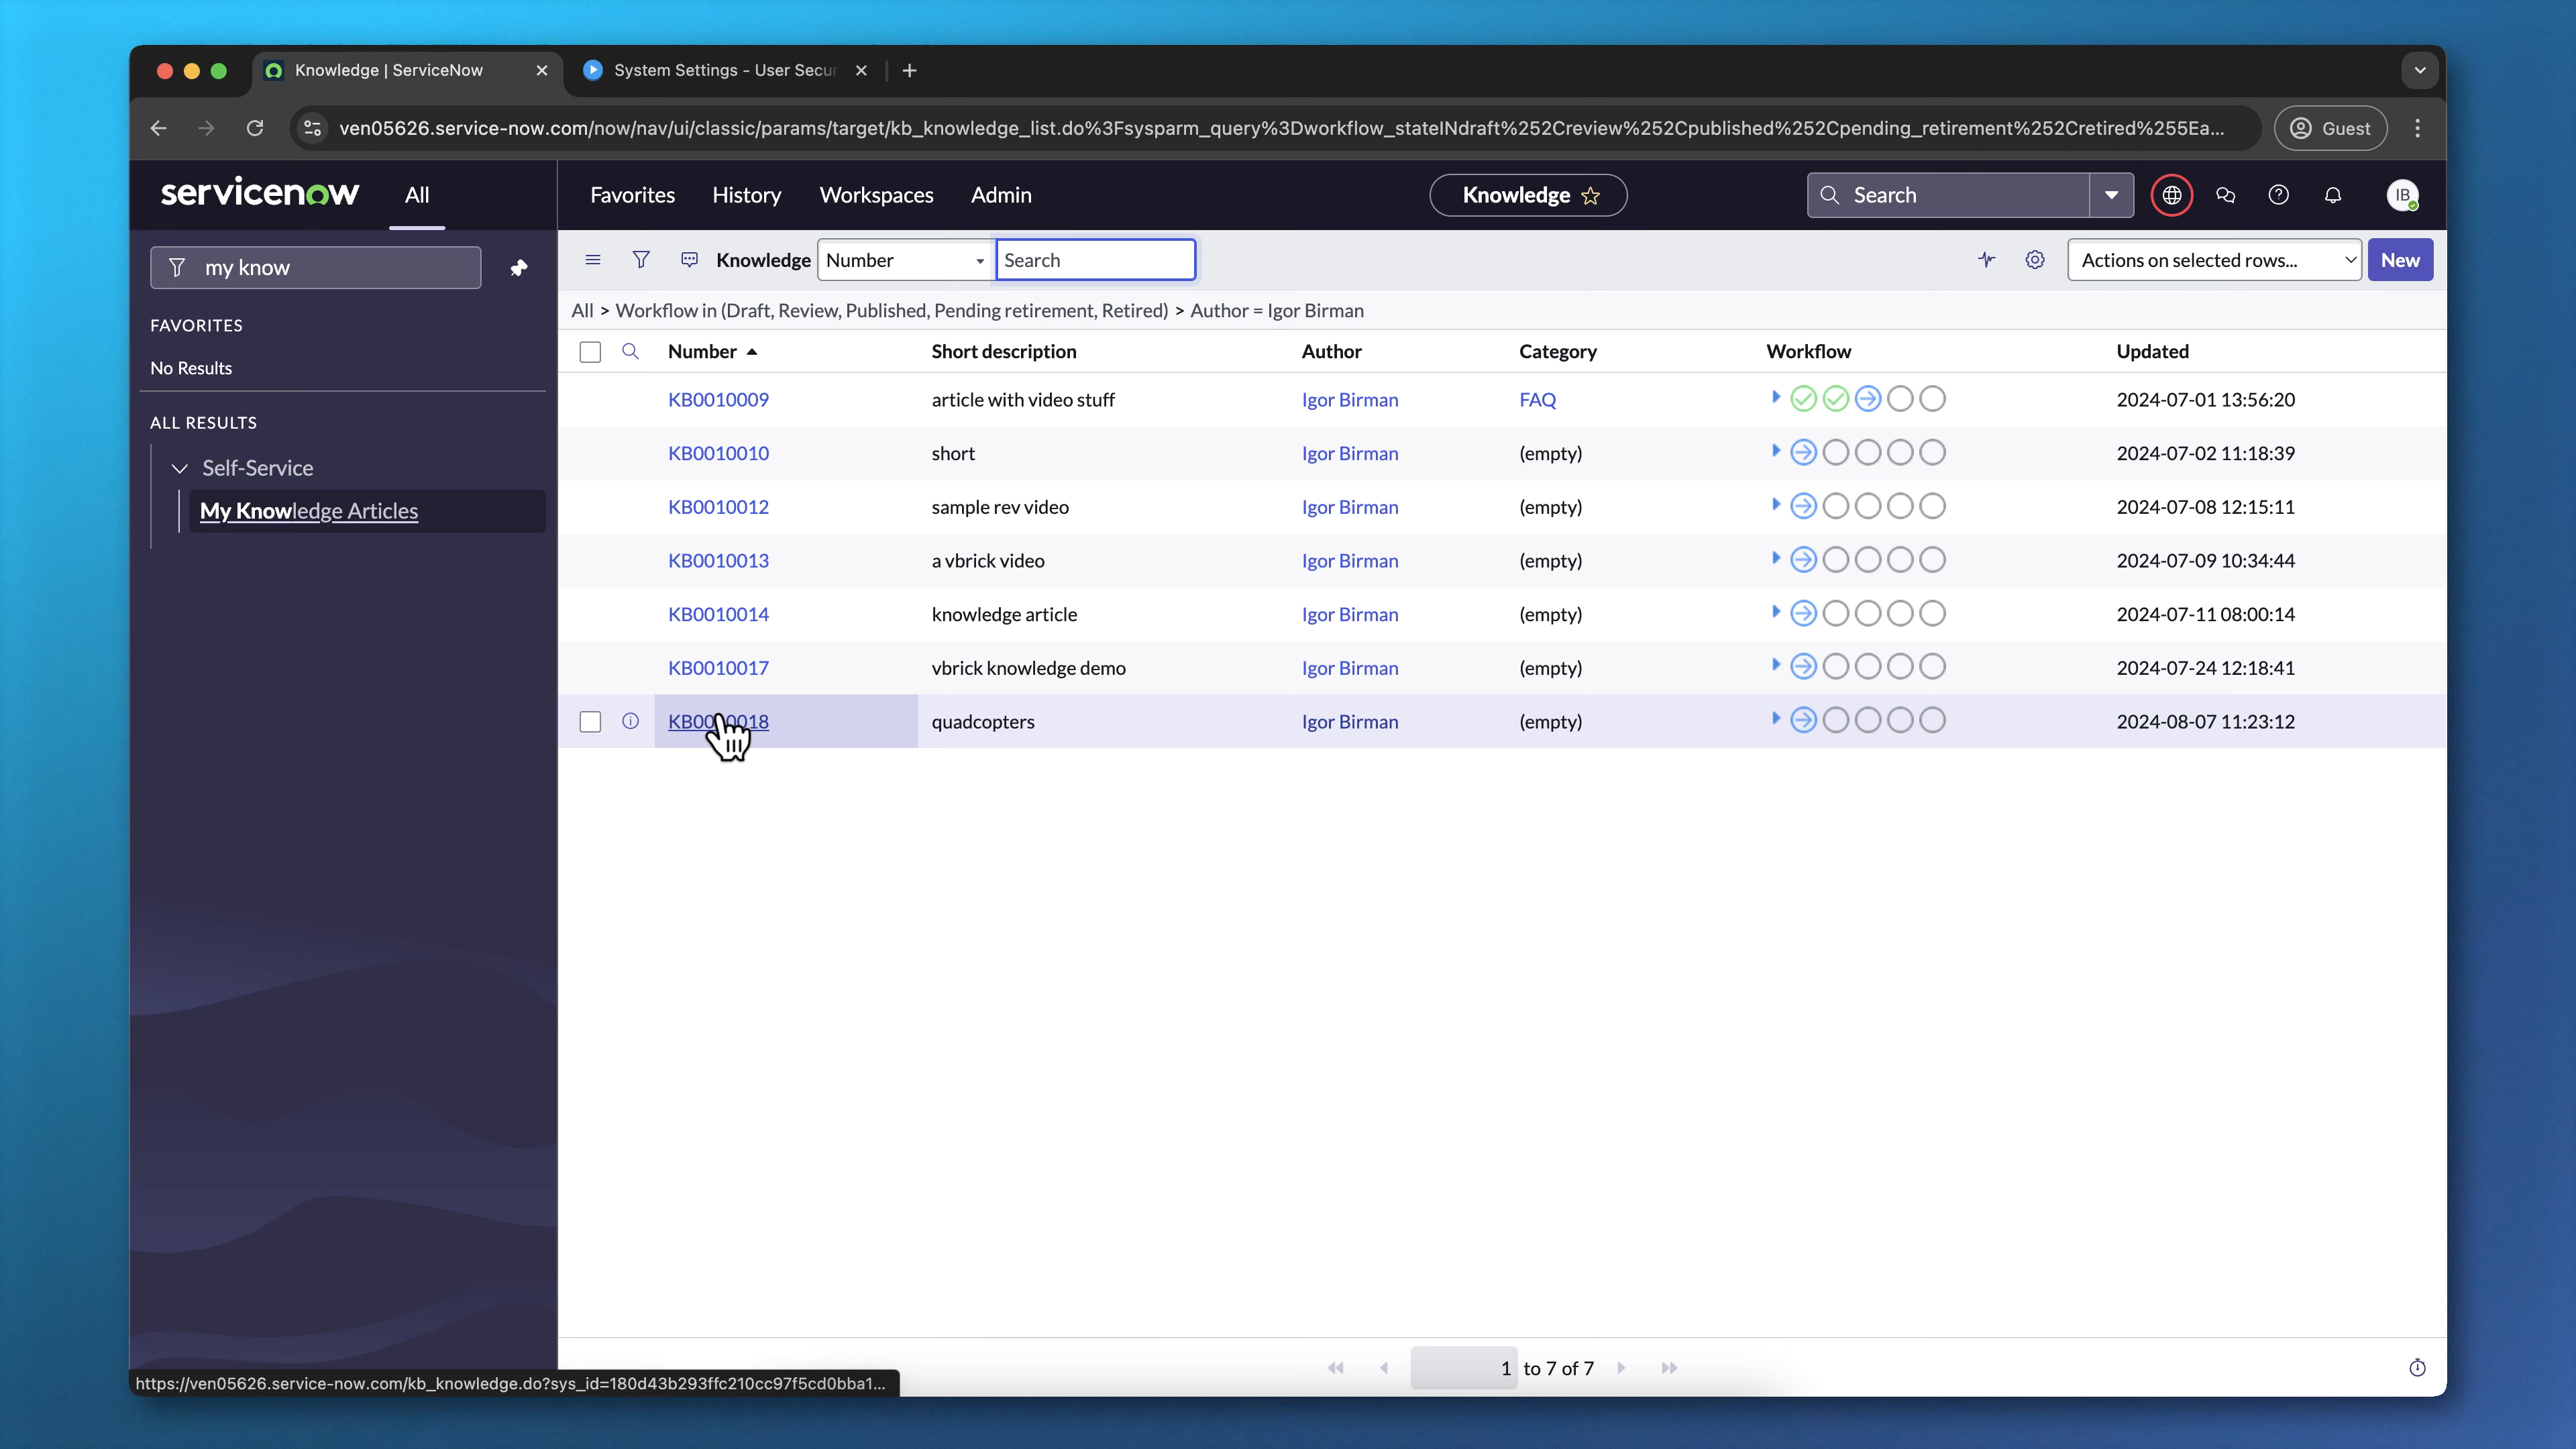 Knowledge | ServiceNow
System Settings - User Secur
ven05626.service-now.com/now/nav/ui/classic/params/target/kb_knowledge_list.do%3Fsysparm_query%3Dworkflow_stateINdraft%252Creview%252Cpublished%252Cpending_retirement%252Cretired%255Ea...
Guest
servicenow
All
Favorites
History
Workspaces
Admin
Knowledge
Search
IB
my know
FAVORITES
No Results
ALL RESULTS
Self-Service
My Knowledge Articles
Knowledge
Number
Search
Actions on selected rows...
New
All > Workflow in (Draft, Review, Published, Pending retirement, Retired) > Author = Igor Birman
Number Short description Author Category Workflow Updated
KB0010009 article with video stuff Igor Birman FAQ 2024-07-01 13:56:20
KB0010010 short Igor Birman (empty) 2024-07-02 11:18:39
KB0010012 sample rev video Igor Birman (empty) 2024-07-08 12:15:11
KB0010013 a vbrick video Igor Birman (empty) 2024-07-09 10:34:44
KB0010014 knowledge article Igor Birman (empty) 2024-07-11 08:00:14
KB0010017 vbrick knowledge demo Igor Birman (empty) 2024-07-24 12:18:41
KB0010018 quadcopters Igor Birman (empty) 2024-08-07 11:23:12
1 to 7 of 7
https://ven05626.service-now.com/kb_knowledge.do?sys_id=180d43b293ffc210cc97f5cd0bba1...